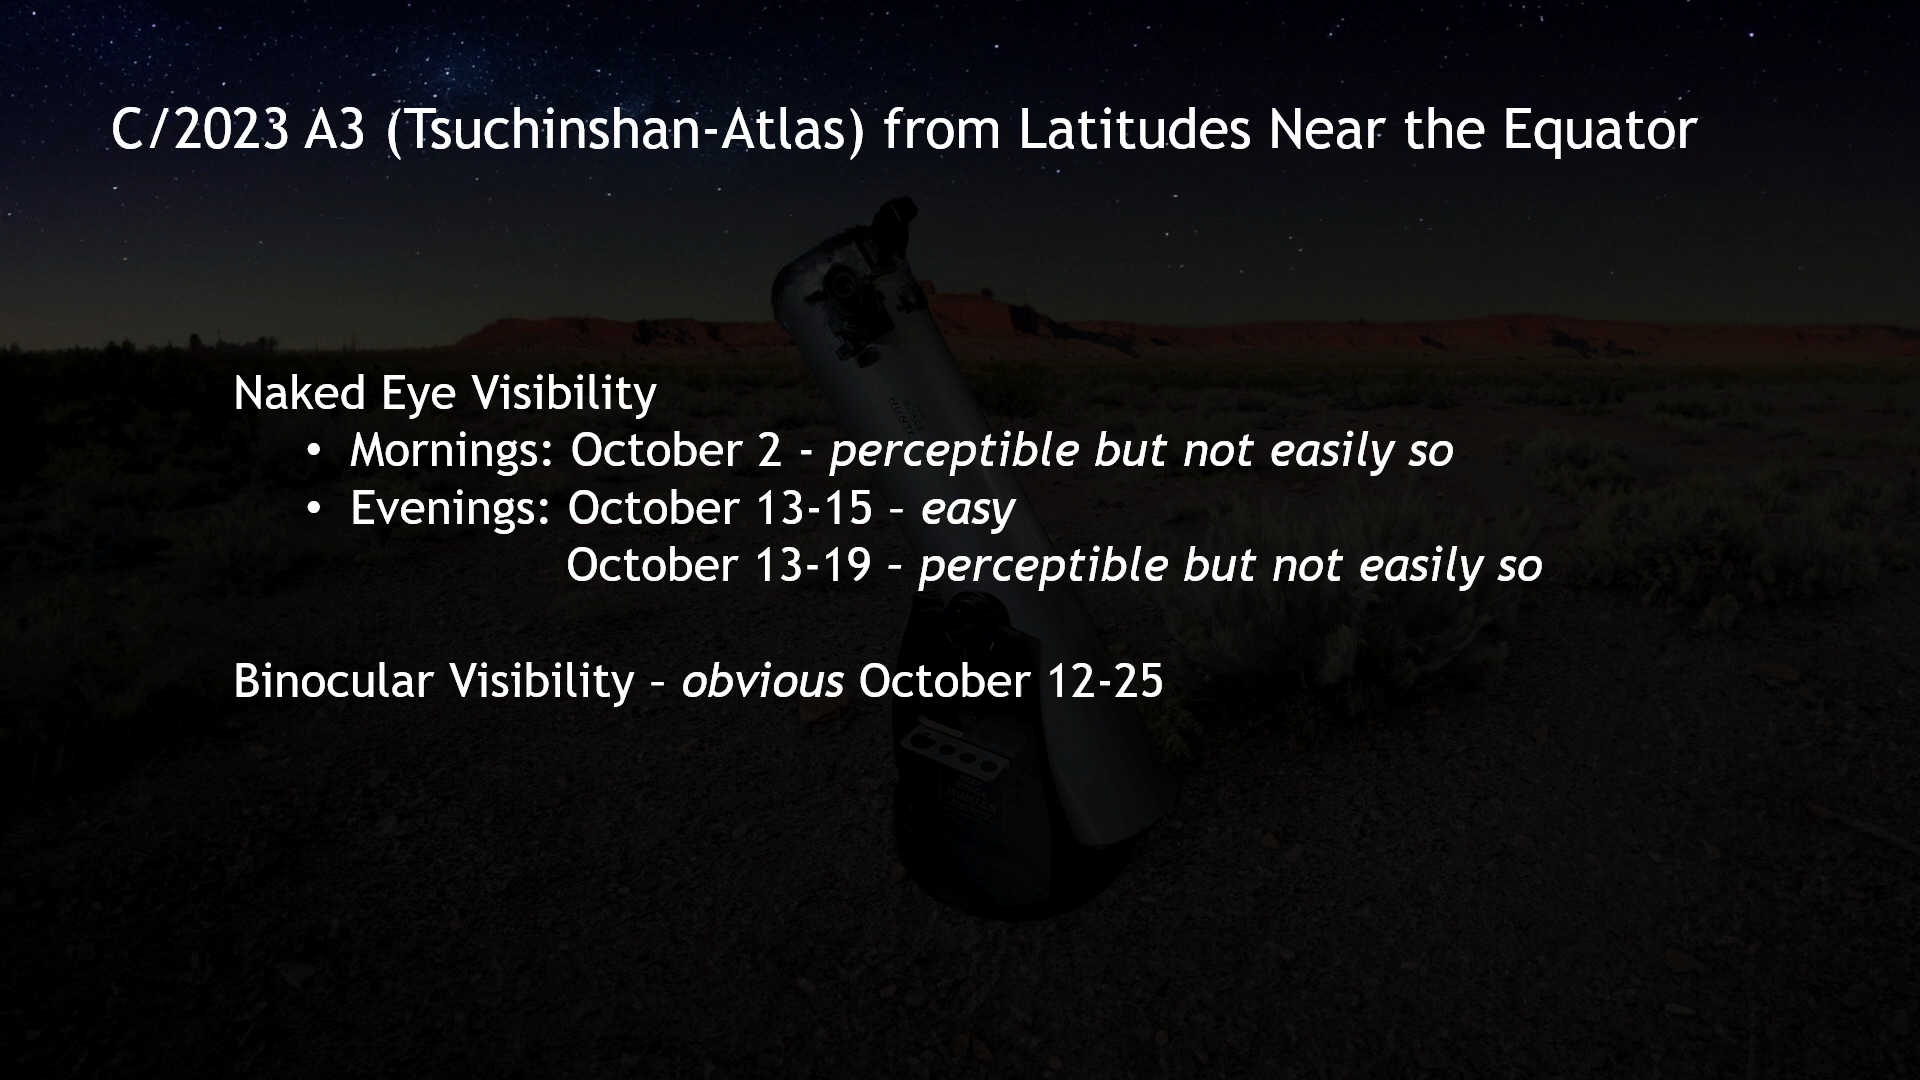 C/2023 A3 (Tsuchinshan-Atlas) from Latitudes Near the Equator
Naked Eye Visibility
• Mornings: October 2 - perceptible but not easily so
• Evenings: October 13-15 – easy
October 13-19 – perceptible but not easily so
Binocular Visibility – obvious October 12-25